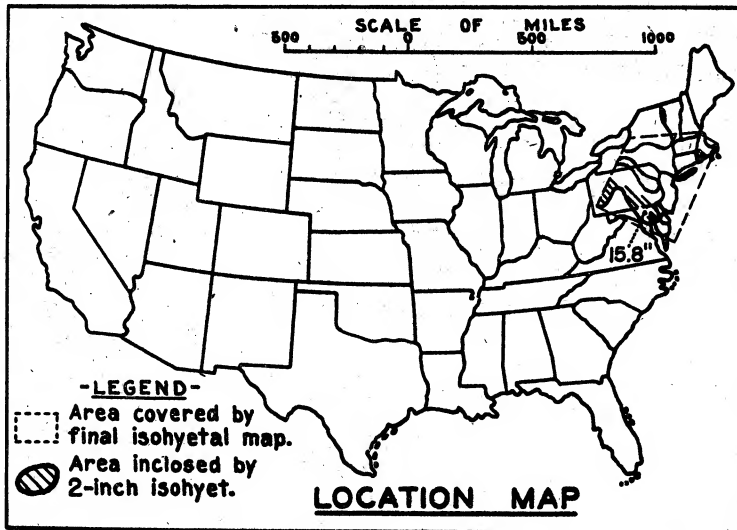 SCALE OF MILES
500 0 500 1000
15.8"
-LEGEND-
Area covered by
final isohyetal map.
Area inclosed by
2-inch isohyet.
LOCATION MAP